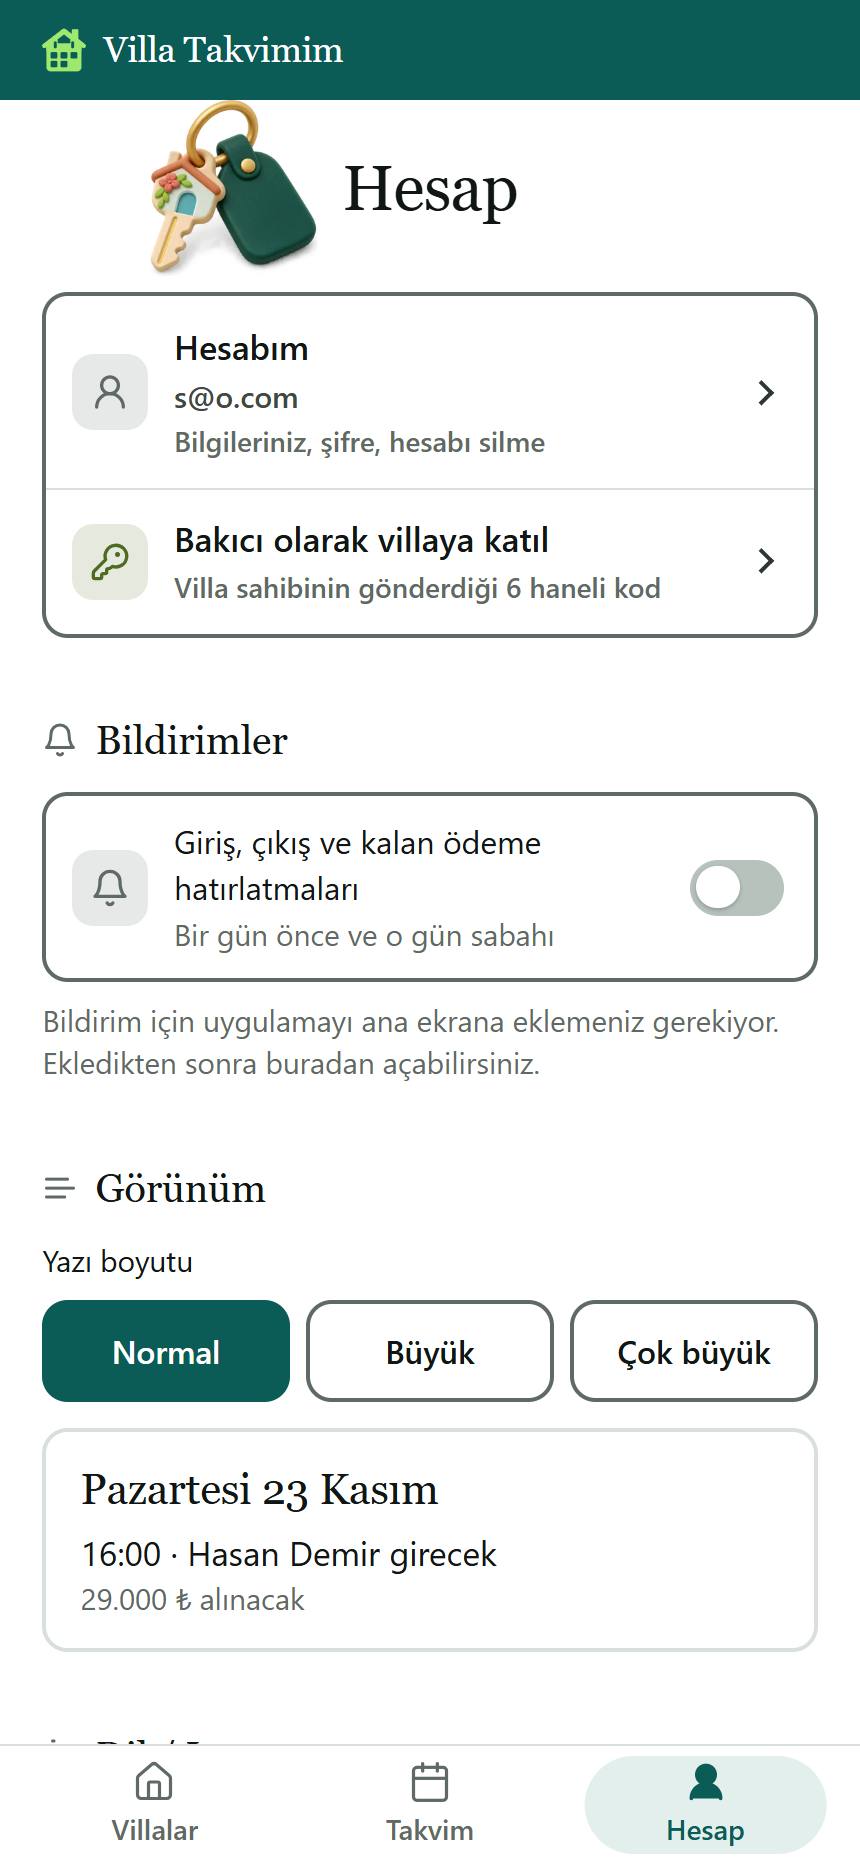 Villa Takvimim
Hesap
Hesabım
s@o.com
Bilgileriniz, şifre, hesabı silme
Bakıcı olarak villaya katıl
Villa sahibinin gönderdiği 6 haneli kod
Bildirimler
Giriş, çıkış ve kalan ödeme
hatırlatmaları
Bir gün önce ve o gün sabahı
Bildirim için uygulamayı ana ekrana eklemeniz gerekiyor.
Ekledikten sonra buradan açabilirsiniz.
Görünüm
Yazı boyutu
Normal
Büyük
Çok büyük
Pazartesi 23 Kasım
16:00 · Hasan Demir girecek
29.000 ₺ alınacak
Villalar
Takvim
Hesap